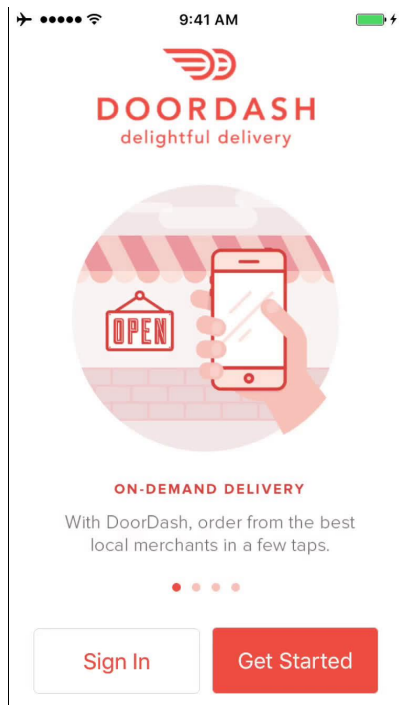 9:41 AM
DOORDASH
delightful delivery
OPEN
ON-DEMAND DELIVERY
With DoorDash, order from the best
local merchants in a few taps.
Sign In
Get Started